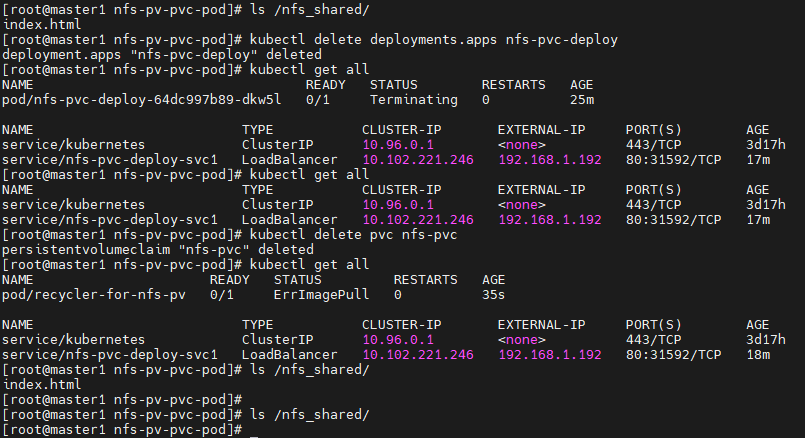 [root@master1 nfs-pv-pvc-pod]# ls /nfs_shared/
index.html
[root@master1 nfs-pv-pvc-pod]# kubectl delete deployments.apps nfs-pvc-deploy
deployment.apps "nfs-pvc-deploy" deleted
[root@master1 nfs-pv-pvc-pod]# kubectl get all
NAME READY STATUS RESTARTS AGE
pod/nfs-pvc-deploy-64dc997b89-dkw5l 0/1 Terminating 0 25m
NAME TYPE CLUSTER-IP EXTERNAL-IP PORT(S) AGE
service/kubernetes ClusterIP 10.96.0.1 <none> 443/TCP 3d17h
service/nfs-pvc-deploy-svc1 LoadBalancer 10.102.221.246 192.168.1.192 80:31592/TCP 17m
[root@master1 nfs-pv-pvc-pod]# kubectl get all
NAME TYPE CLUSTER-IP EXTERNAL-IP PORT(S) AGE
service/kubernetes ClusterIP 10.96.0.1 <none> 443/TCP 3d17h
service/nfs-pvc-deploy-svc1 LoadBalancer 10.102.221.246 192.168.1.192 80:31592/TCP 17m
[root@master1 nfs-pv-pvc-pod]# kubectl delete pvc nfs-pvc
persistentvolumeclaim "nfs-pvc" deleted
[root@master1 nfs-pv-pvc-pod]# kubectl get all
NAME READY STATUS RESTARTS AGE
pod/recycler-for-nfs-pv 0/1 ErrImagePull 0 35s
NAME TYPE CLUSTER-IP EXTERNAL-IP PORT(S) AGE
service/kubernetes ClusterIP 10.96.0.1 <none> 443/TCP 3d17h
service/nfs-pvc-deploy-svc1 LoadBalancer 10.102.221.246 192.168.1.192 80:31592/TCP 18m
[root@master1 nfs-pv-pvc-pod]# ls /nfs_shared/
index.html
[root@master1 nfs-pv-pvc-pod]#
[root@master1 nfs-pv-pvc-pod]# ls /nfs_shared/
[root@master1 nfs-pv-pvc-pod]#